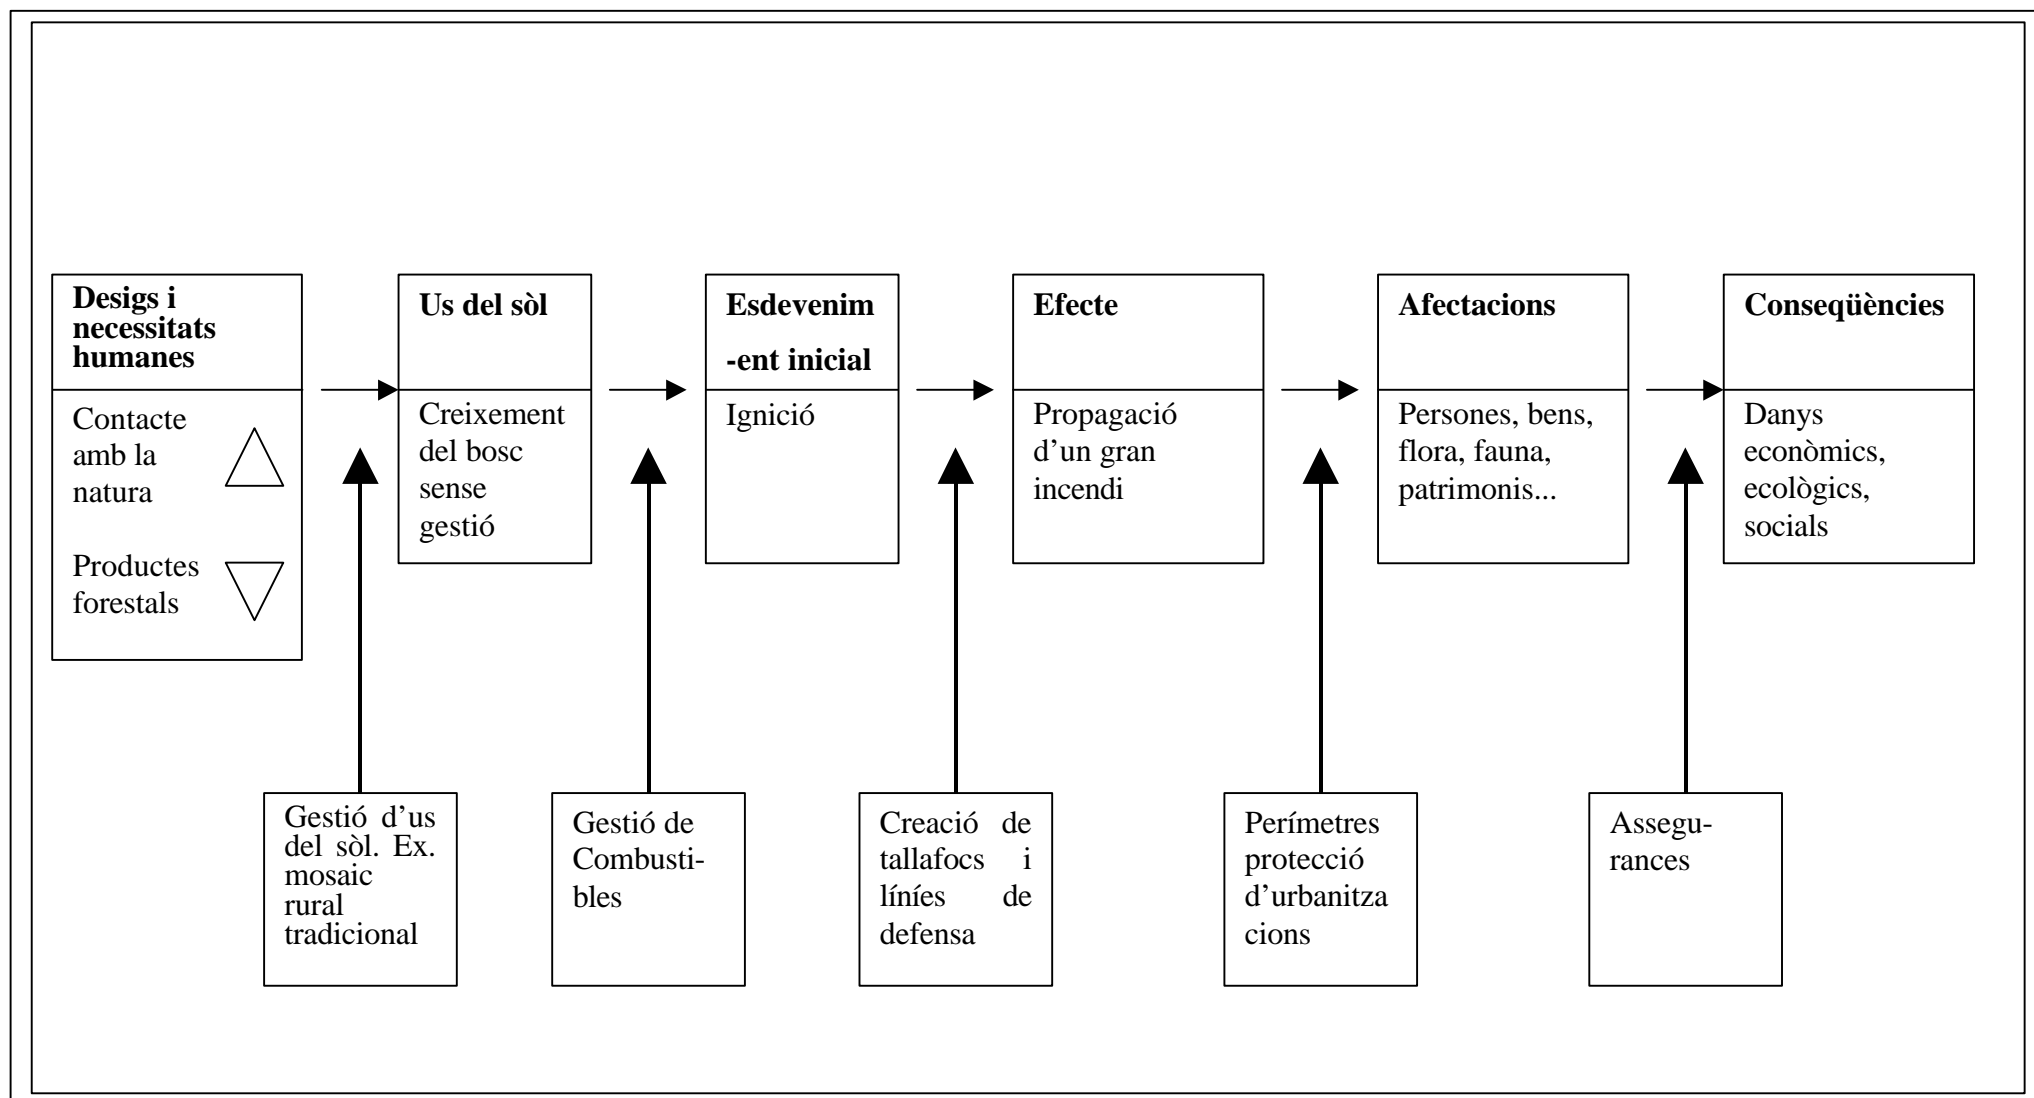 Desigs i
necessitats
humanes
Contacte
amb la
natura
Productes
forestals
Us del sòl
Creixement
del bosc
sense
gestió
Esdevenim
-ent inicial
Ignició
Efecte
Propagació
d’un gran
incendi
Afectacions
Persones, bens,
flora, fauna,
patrimonis...
Conseqüències
Danys
econòmics,
ecològics,
socials
Gestió d’us
del sòl. Ex.
mosaic
rural
tradicional
Gestió de
Combusti-
bles
Creació de
tallafocs i
líníes de
defensa
Perímetres
protecció
d’urbanitza
cions
Assegu-
rances